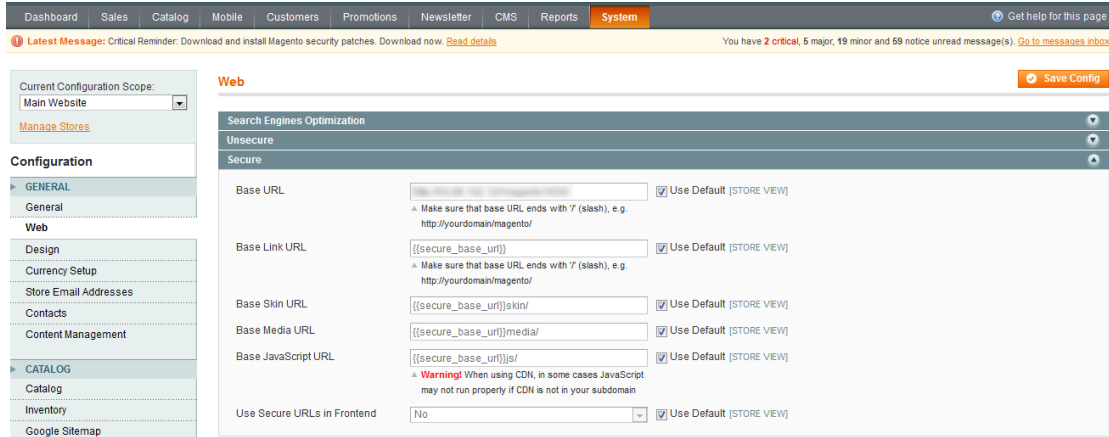 Dashboard Sales Catalog Mobile Customers Promotions Newsletter CMS Reports System Get help for this page
Latest Message: Critical Reminder: Download and install Magento security patches. Download now. Read details You have 2 critical, 5 major, 19 minor and 59 notice unread message(s). Go to messages inbox
Current Configuration Scope:
Main Website
Manage Stores
Configuration
GENERAL
General
Web
Design
Currency Setup
Store Email Addresses
Contacts
Content Management
CATALOG
Catalog
Inventory
Google Sitemap
Web Save Config
Search Engines Optimization
Unsecure
Secure
Base URL Use Default [STORE VIEW]
Make sure that base URL ends with '/' (slash), e.g.
http://yourdomain/magento/
Base Link URL {{secure_base_url}} Use Default [STORE VIEW]
Make sure that base URL ends with '/' (slash), e.g.
http://yourdomain/magento/
Base Skin URL {{secure_base_url}}skin/ Use Default [STORE VIEW]
Base Media URL {{secure_base_url}}media/ Use Default [STORE VIEW]
Base JavaScript URL {{secure_base_url}}js/ Use Default [STORE VIEW]
Warning! When using CDN, in some cases JavaScript
may not run properly if CDN is not in your subdomain
Use Secure URLs in Frontend No Use Default [STORE VIEW]